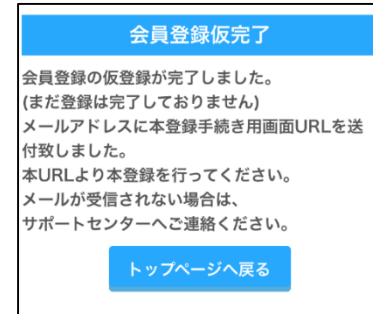 会員登録仮完了
会員登録の仮登録が完了しました。
(まだ登録は完了しておりません)
メールアドレスに本登録手続き用画面URLを送
付致しました。
本URLより本登録を行ってください。
メールが受信されない場合は、
サポートセンターへご連絡ください。
トップページへ戻る